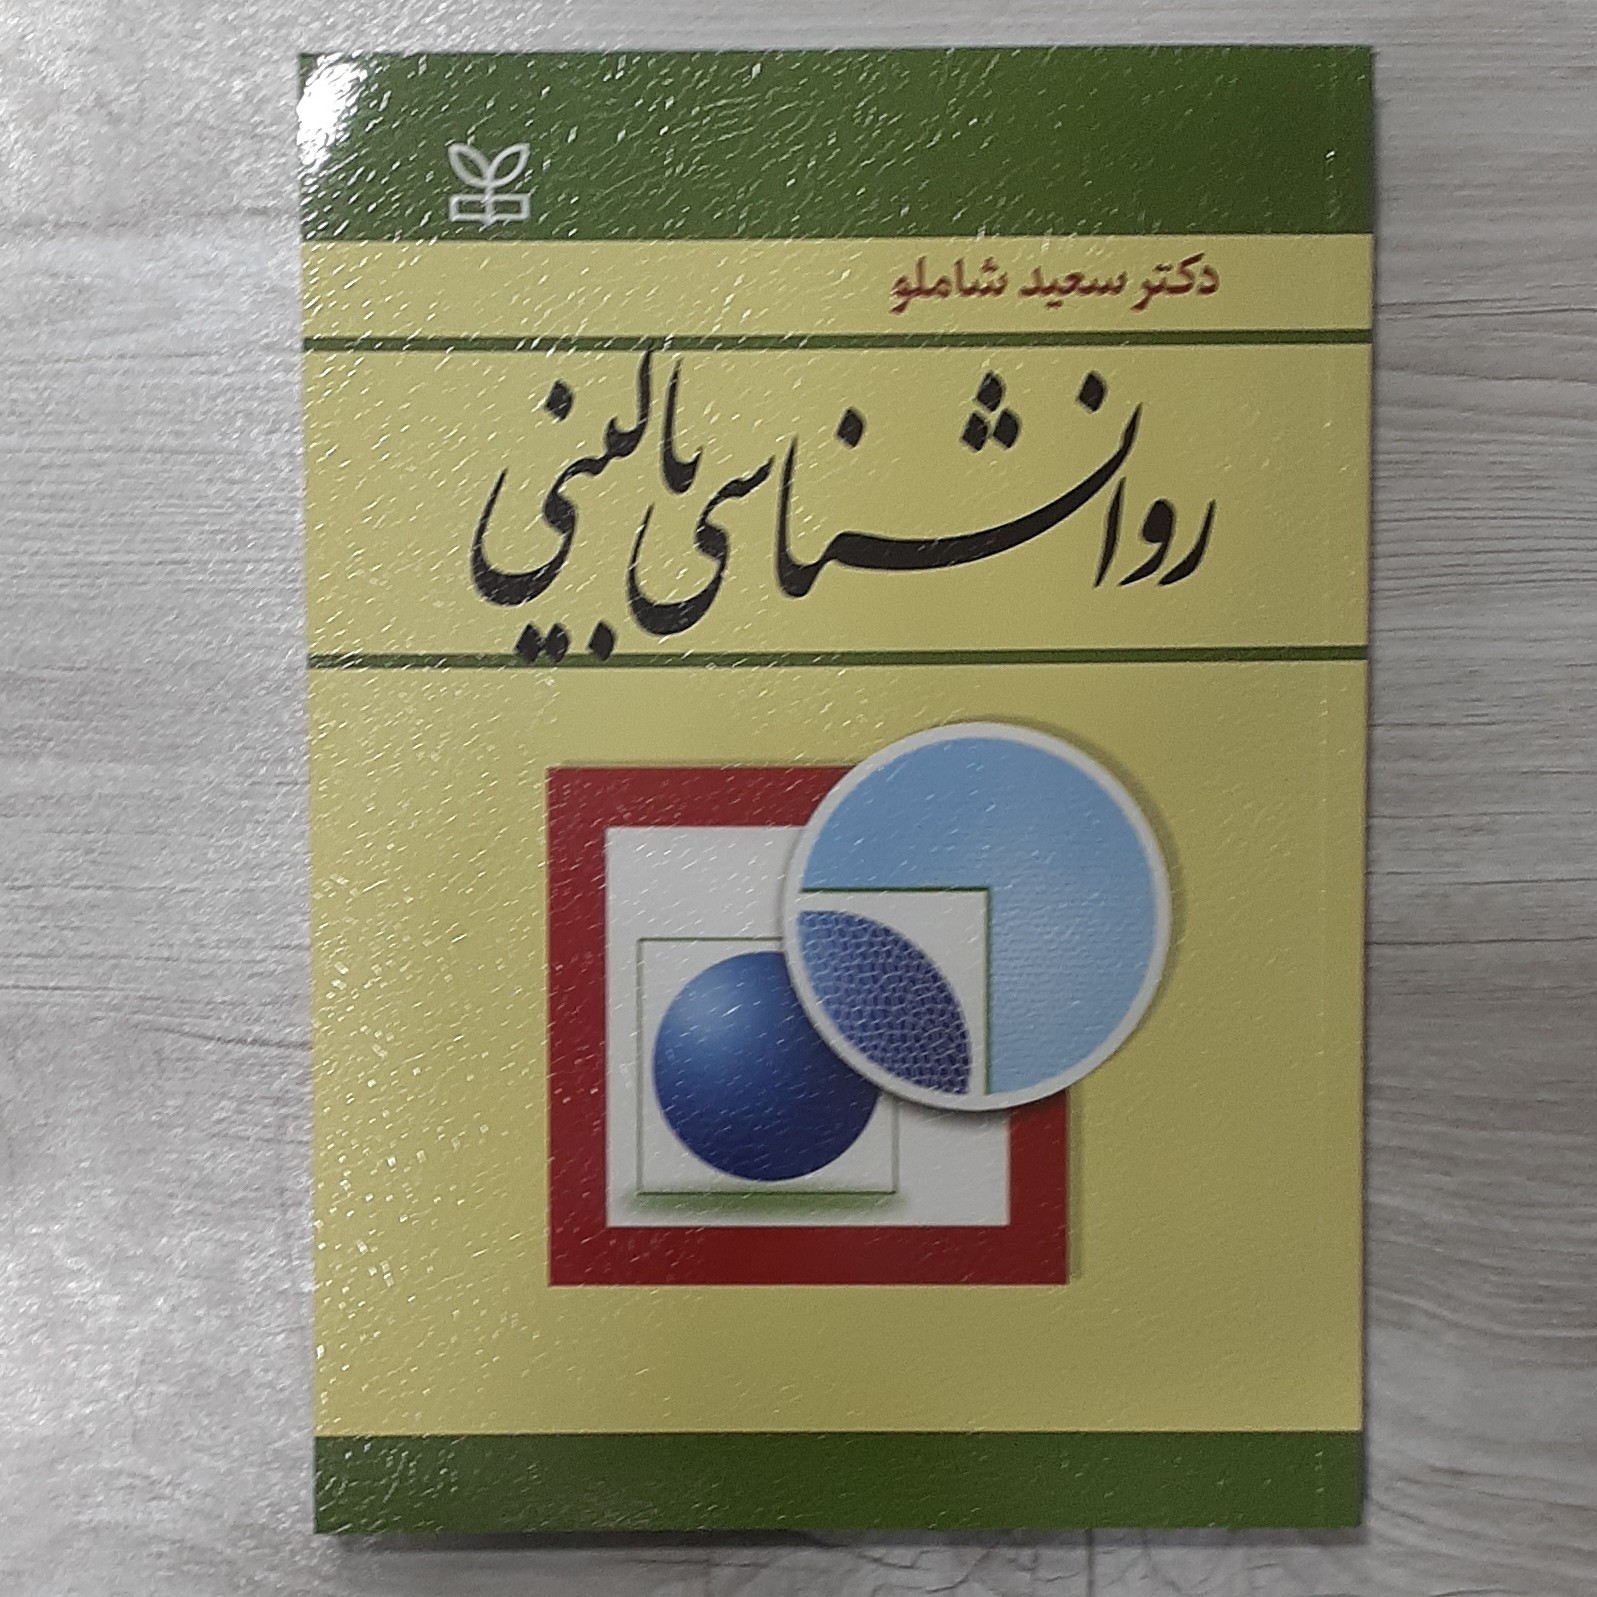 دکتر سعید شاملو
روانشناسی بالینی